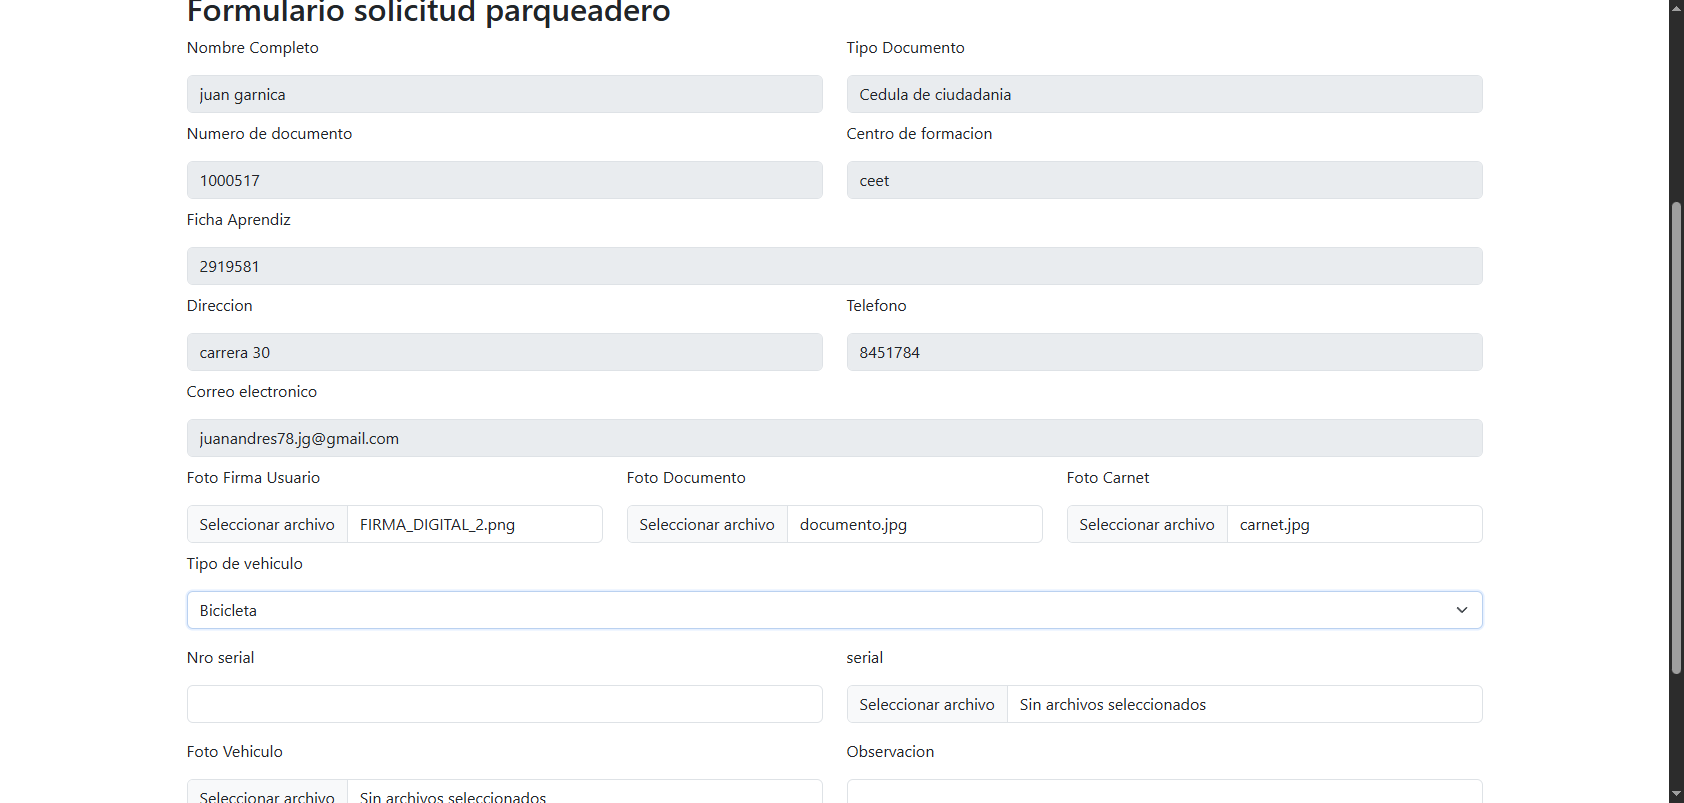 Formulario solicitud parqueadero
Nombre Completo
Tipo Documento
juan garnica
Cedula de ciudadania
Numero de documento
Centro de formacion
1000517
ceet
Ficha Aprendiz
2919581
Direccion
Telefono
carrera 30
8451784
Correo electronico
juanandres78.jg@gmail.com
Foto Firma Usuario
Foto Documento
Foto Carnet
Seleccionar archivo FIRMA_DIGITAL_2.png
Seleccionar archivo documento.jpg
Seleccionar archivo carnet.jpg
Tipo de vehiculo
Bicicleta
Nro serial
serial
Seleccionar archivo Sin archivos seleccionados
Foto Vehiculo
Observacion
Seleccionar archivo Sin archivos seleccionados